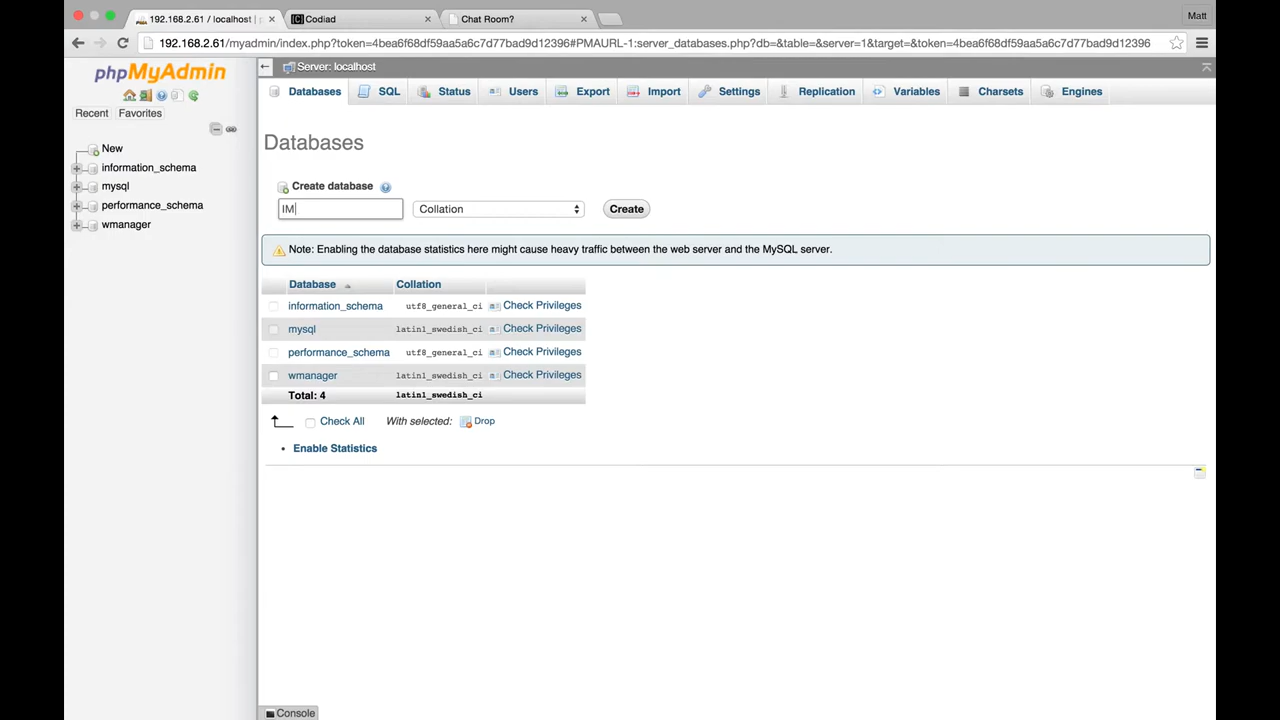 192.168.2.61 / localhost | p
Codiad
Chat Room?
Matt
192.168.2.61/myadmin/index.php?token=4bea6f68df59aa5a6c7d77bad9d12396#PMAURL-1:server_databases.php?db=&table=&server=1&target=&token=4bea6f68df59aa5a6c7d77bad9d12396
phpMyAdmin
Recent Favorites
New
information_schema
mysql
performance_schema
wmanager
Server: localhost
Databases SQL Status Users Export Import Settings Replication Variables Charsets Engines
Databases
Create database
IM Collation Create
Note: Enabling the database statistics here might cause heavy traffic between the web server and the MySQL server.
Database Collation
information_schema utf8_general_ci Check Privileges
mysql latin1_swedish_ci Check Privileges
performance_schema utf8_general_ci Check Privileges
wmanager latin1_swedish_ci Check Privileges
Total: 4 latin1_swedish_ci
Check All With selected: Drop
• Enable Statistics
Console